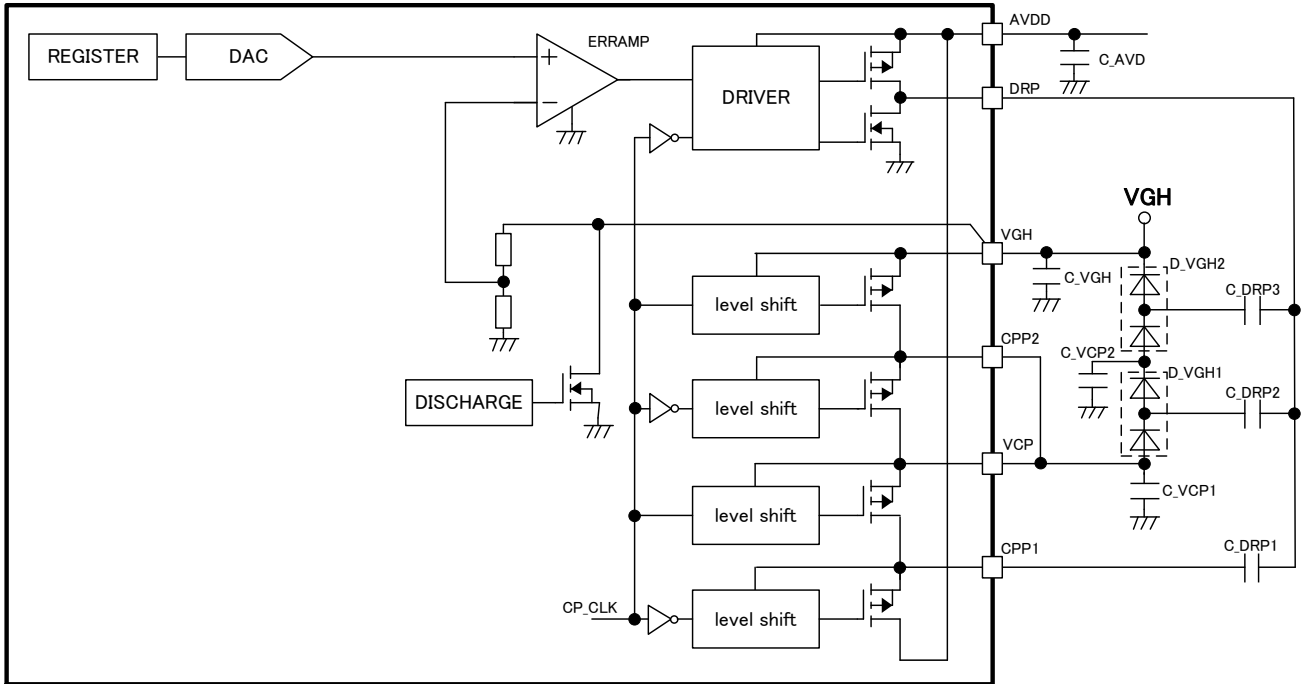 AVDD
REGISTER
DAC
ERRAMP
+
−
DRIVER
C_AVD
DRP
VGH
VGH
D_VGH2
C_VGH
C_DRP3
level shift
CPP2
C_VCP2
D_VGH1
C_DRP2
DISCHARGE
level shift
VCP
C_VCP1
level shift
CPP1
C_DRP1
CP_CLK
level shift